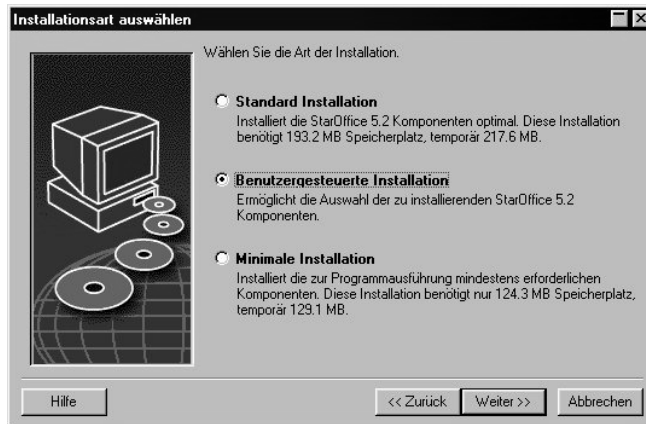 Installationsart auswählen
Wählen Sie die Art der Installation.
Standard Installation
Installiert die StarOffice 5.2 Komponenten optimal. Diese Installation
benötigt 193.2 MB Speicherplatz, temporär 217.6 MB.
Benutzergesteuerte Installation
Ermöglicht die Auswahl der zu installierenden StarOffice 5.2
Komponenten.
Minimale Installation
Installiert die zur Programmausführung mindestens erforderlichen
Komponenten. Diese Installation benötigt nur 124.3 MB Speicherplatz,
temporär 129.1 MB.
Hilfe
<< Zurück
Weiter >>
Abbrechen